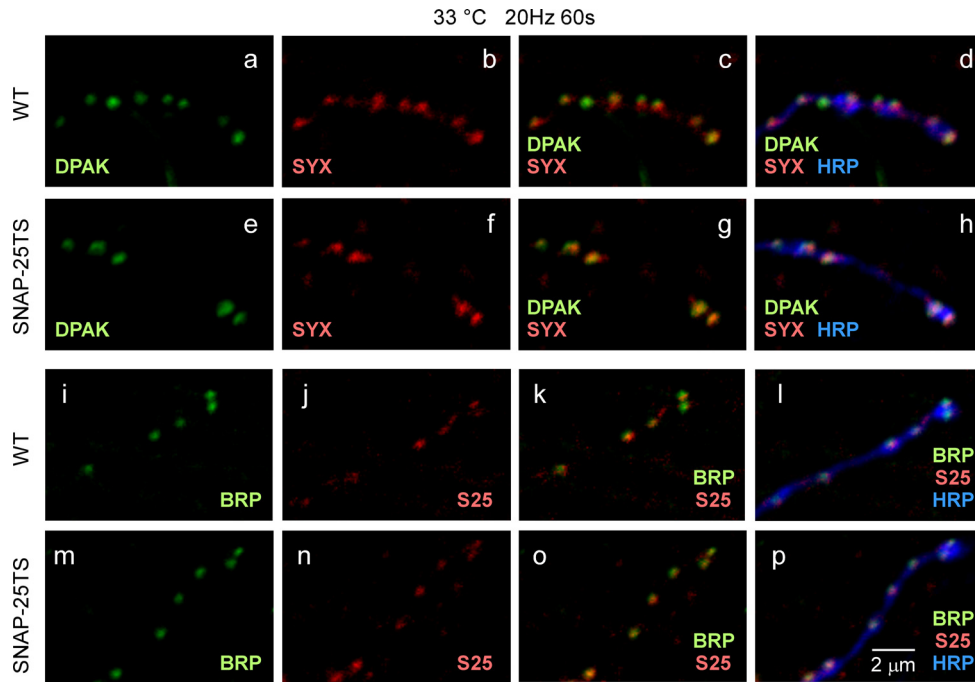 33 °C 20Hz 60s
WT
a
DPAK
b
SYX
c
DPAK
SYX
d
DPAK
SYX HRP
SNAP-25TS
e
DPAK
f
SYX
g
DPAK
SYX
h
DPAK
SYX HRP
WT
i
BRP
j
S25
k
BRP
S25
l
BRP
S25
HRP
SNAP-25TS
m
BRP
n
S25
o
BRP
S25
p
BRP
S25
HRP
2 μm